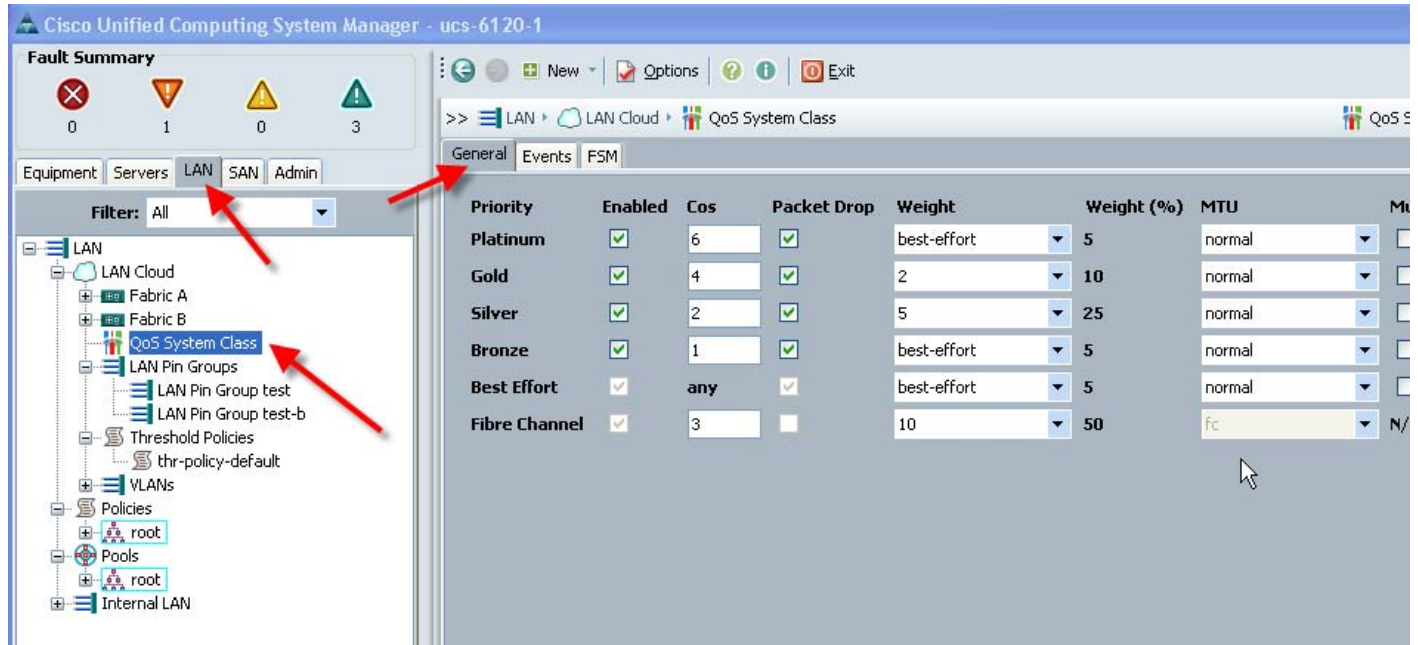 Cisco Unified Computing System Manager - ucs-6120-1
Fault Summary
0 1 0 3
Equipment Servers LAN SAN Admin
Filter: All
LAN
LAN Cloud
Fabric A
Fabric B
QoS System Class
LAN Pin Groups
LAN Pin Group test
LAN Pin Group test-b
Threshold Policies
thr-policy-default
VLANs
Policies
root
Pools
root
Internal LAN
New Options Exit
>> LAN LAN Cloud QoS System Class QoS S
General Events FSM
Priority Enabled Cos Packet Drop Weight Weight (%) MTU Mu
Platinum 6 best-effort 5 normal
Gold 4 2 10 normal
Silver 2 5 25 normal
Bronze 1 best-effort 5 normal
Best Effort any best-effort 5 normal
Fibre Channel 3 10 50 fc N/